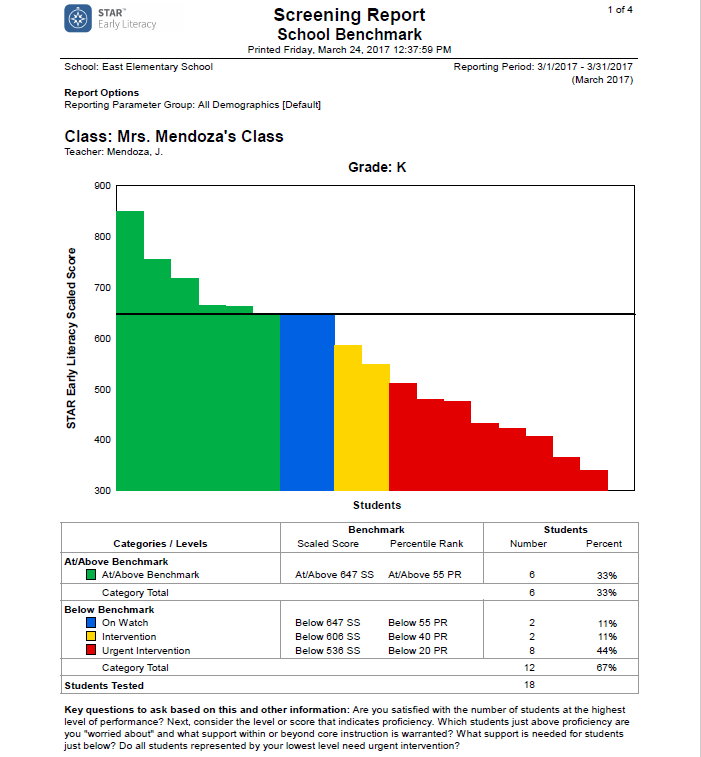 STAR™
Early Literacy
Screening Report
School Benchmark
Printed Friday, March 24, 2017 12:37:59 PM
1 of 4
School: East Elementary School
Reporting Period: 3/1/2017 - 3/31/2017
(March 2017)
Report Options
Reporting Parameter Group: All Demographics [Default]
Class: Mrs. Mendoza's Class
Teacher: Mendoza, J.
Grade: K
STAR Early Literacy Scaled Score
900
800
700
600
500
400
300
Students
Benchmark Students
Categories / Levels Scaled Score Percentile Rank Number Percent
At/Above Benchmark
At/Above Benchmark At/Above 647 SS At/Above 55 PR 6 33%
Category Total 6 33%
Below Benchmark
On Watch Below 647 SS Below 55 PR 2 11%
Intervention Below 606 SS Below 40 PR 2 11%
Urgent Intervention Below 536 SS Below 20 PR 8 44%
Category Total 12 67%
Students Tested 18
Key questions to ask based on this and other information: Are you satisfied with the number of students at the highest
level of performance? Next, consider the level or score that indicates proficiency. Which students just above proficiency are
you "worried about" and what support within or beyond core instruction is warranted? What support is needed for students
just below? Do all students represented by your lowest level need urgent intervention?